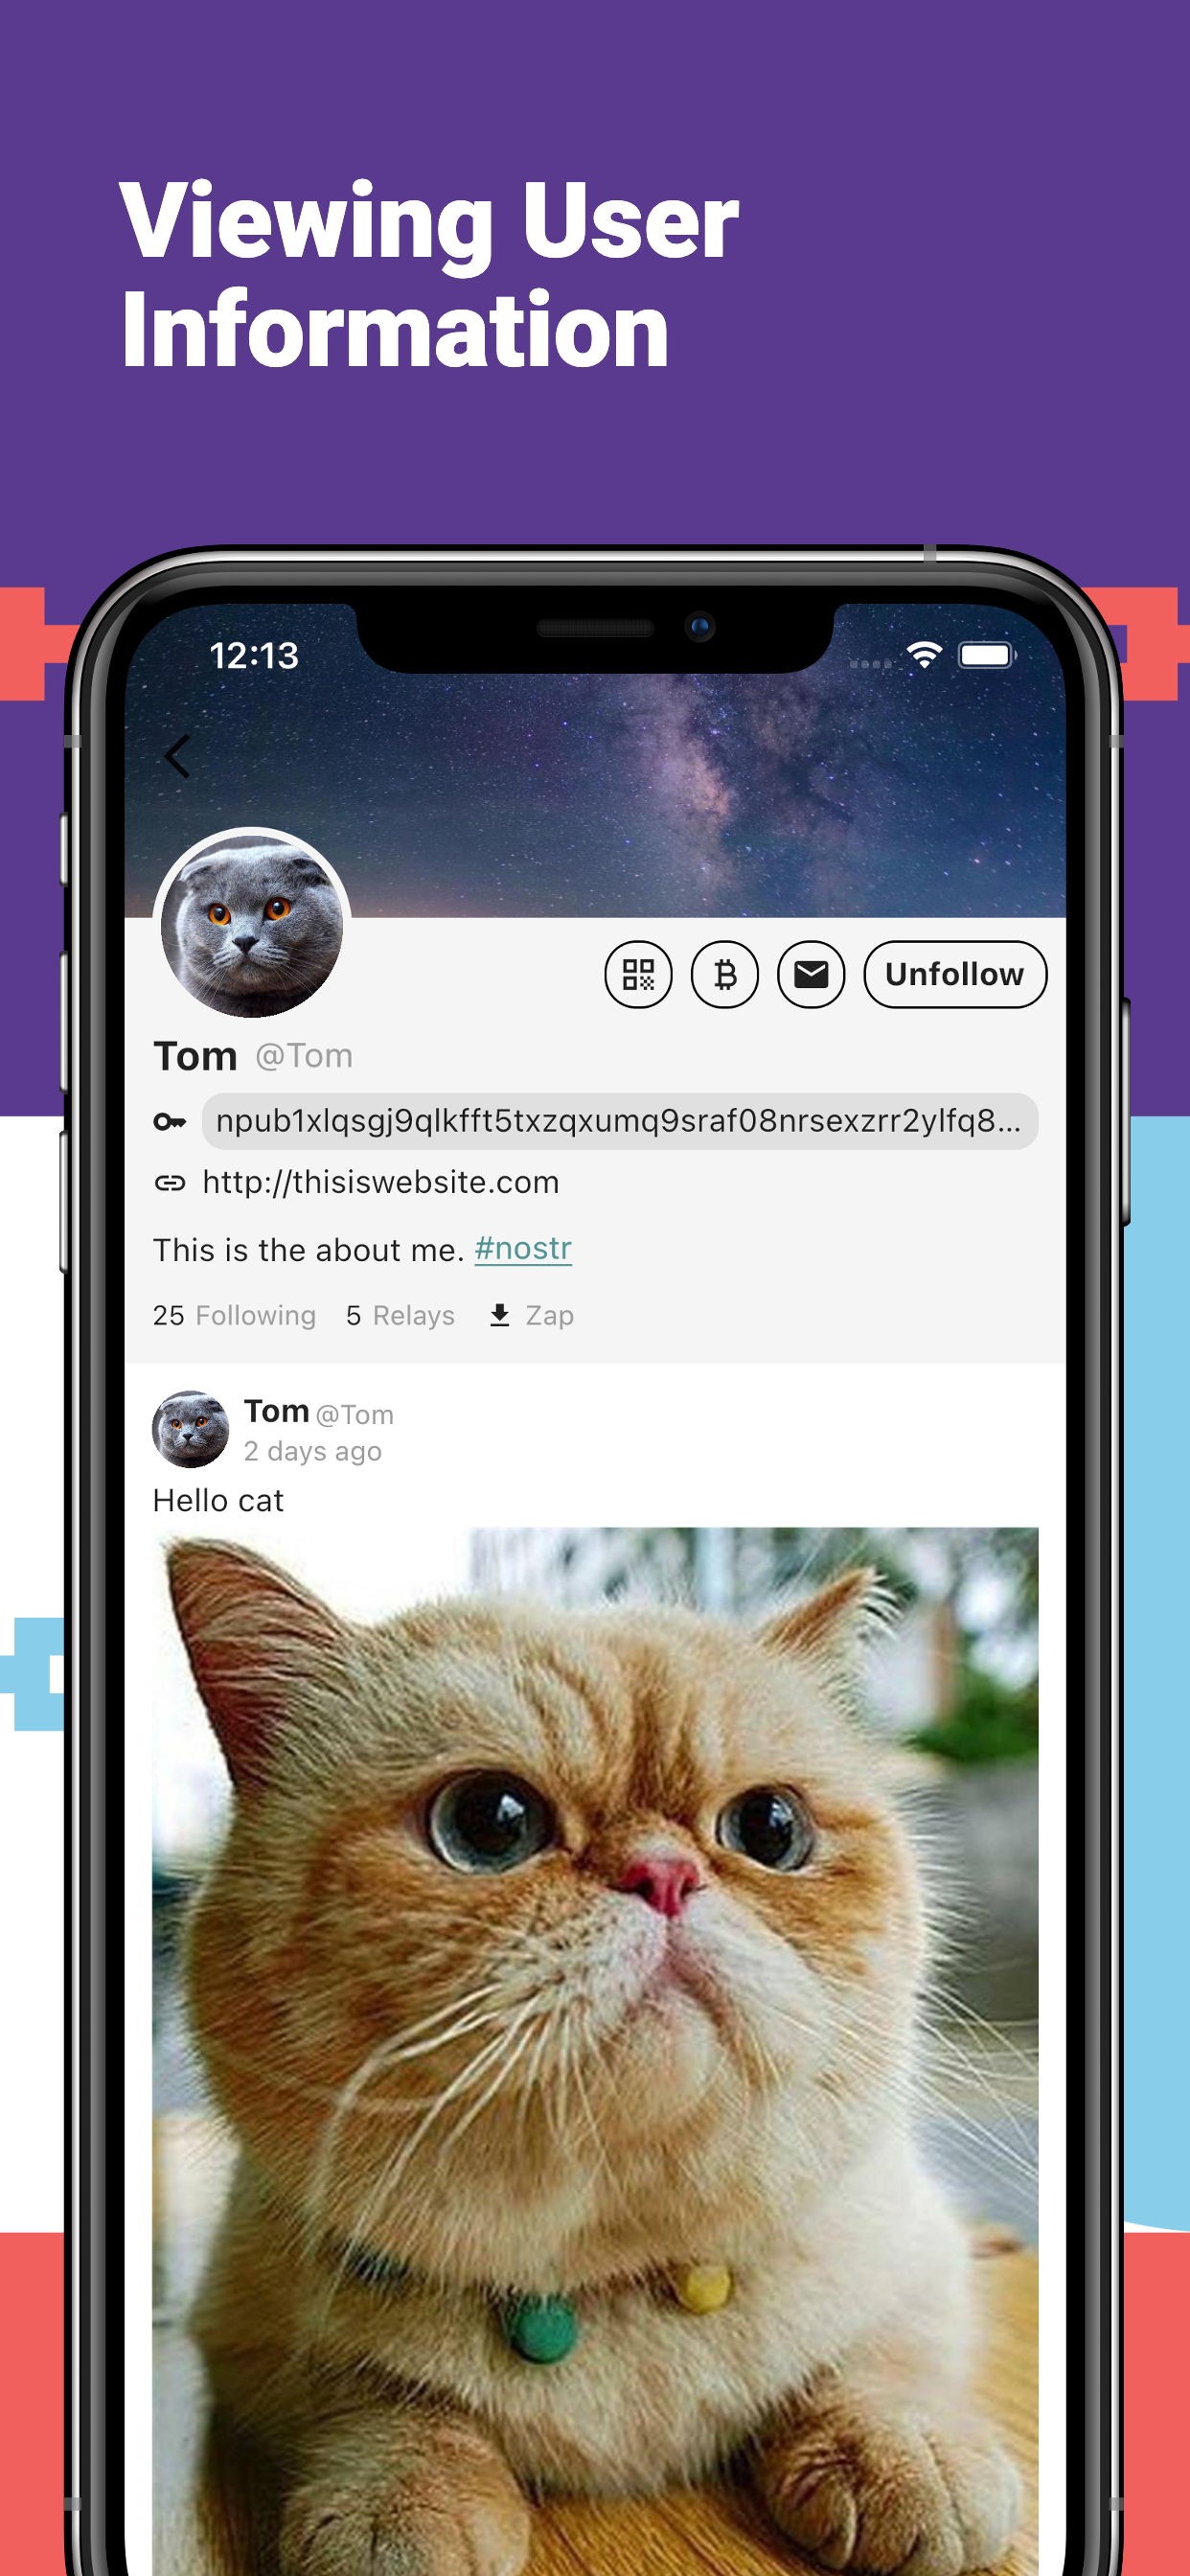 Viewing User
Information
12:13
Unfollow
Tom @Tom
npub1xlqsgj9qlkfft5txzqxumq9sraf08nrsexzrr2ylfq8...
http://thisiswebsite.com
This is the about me. #nostr
25 Following 5 Relays Zap
Tom @Tom
2 days ago
Hello cat